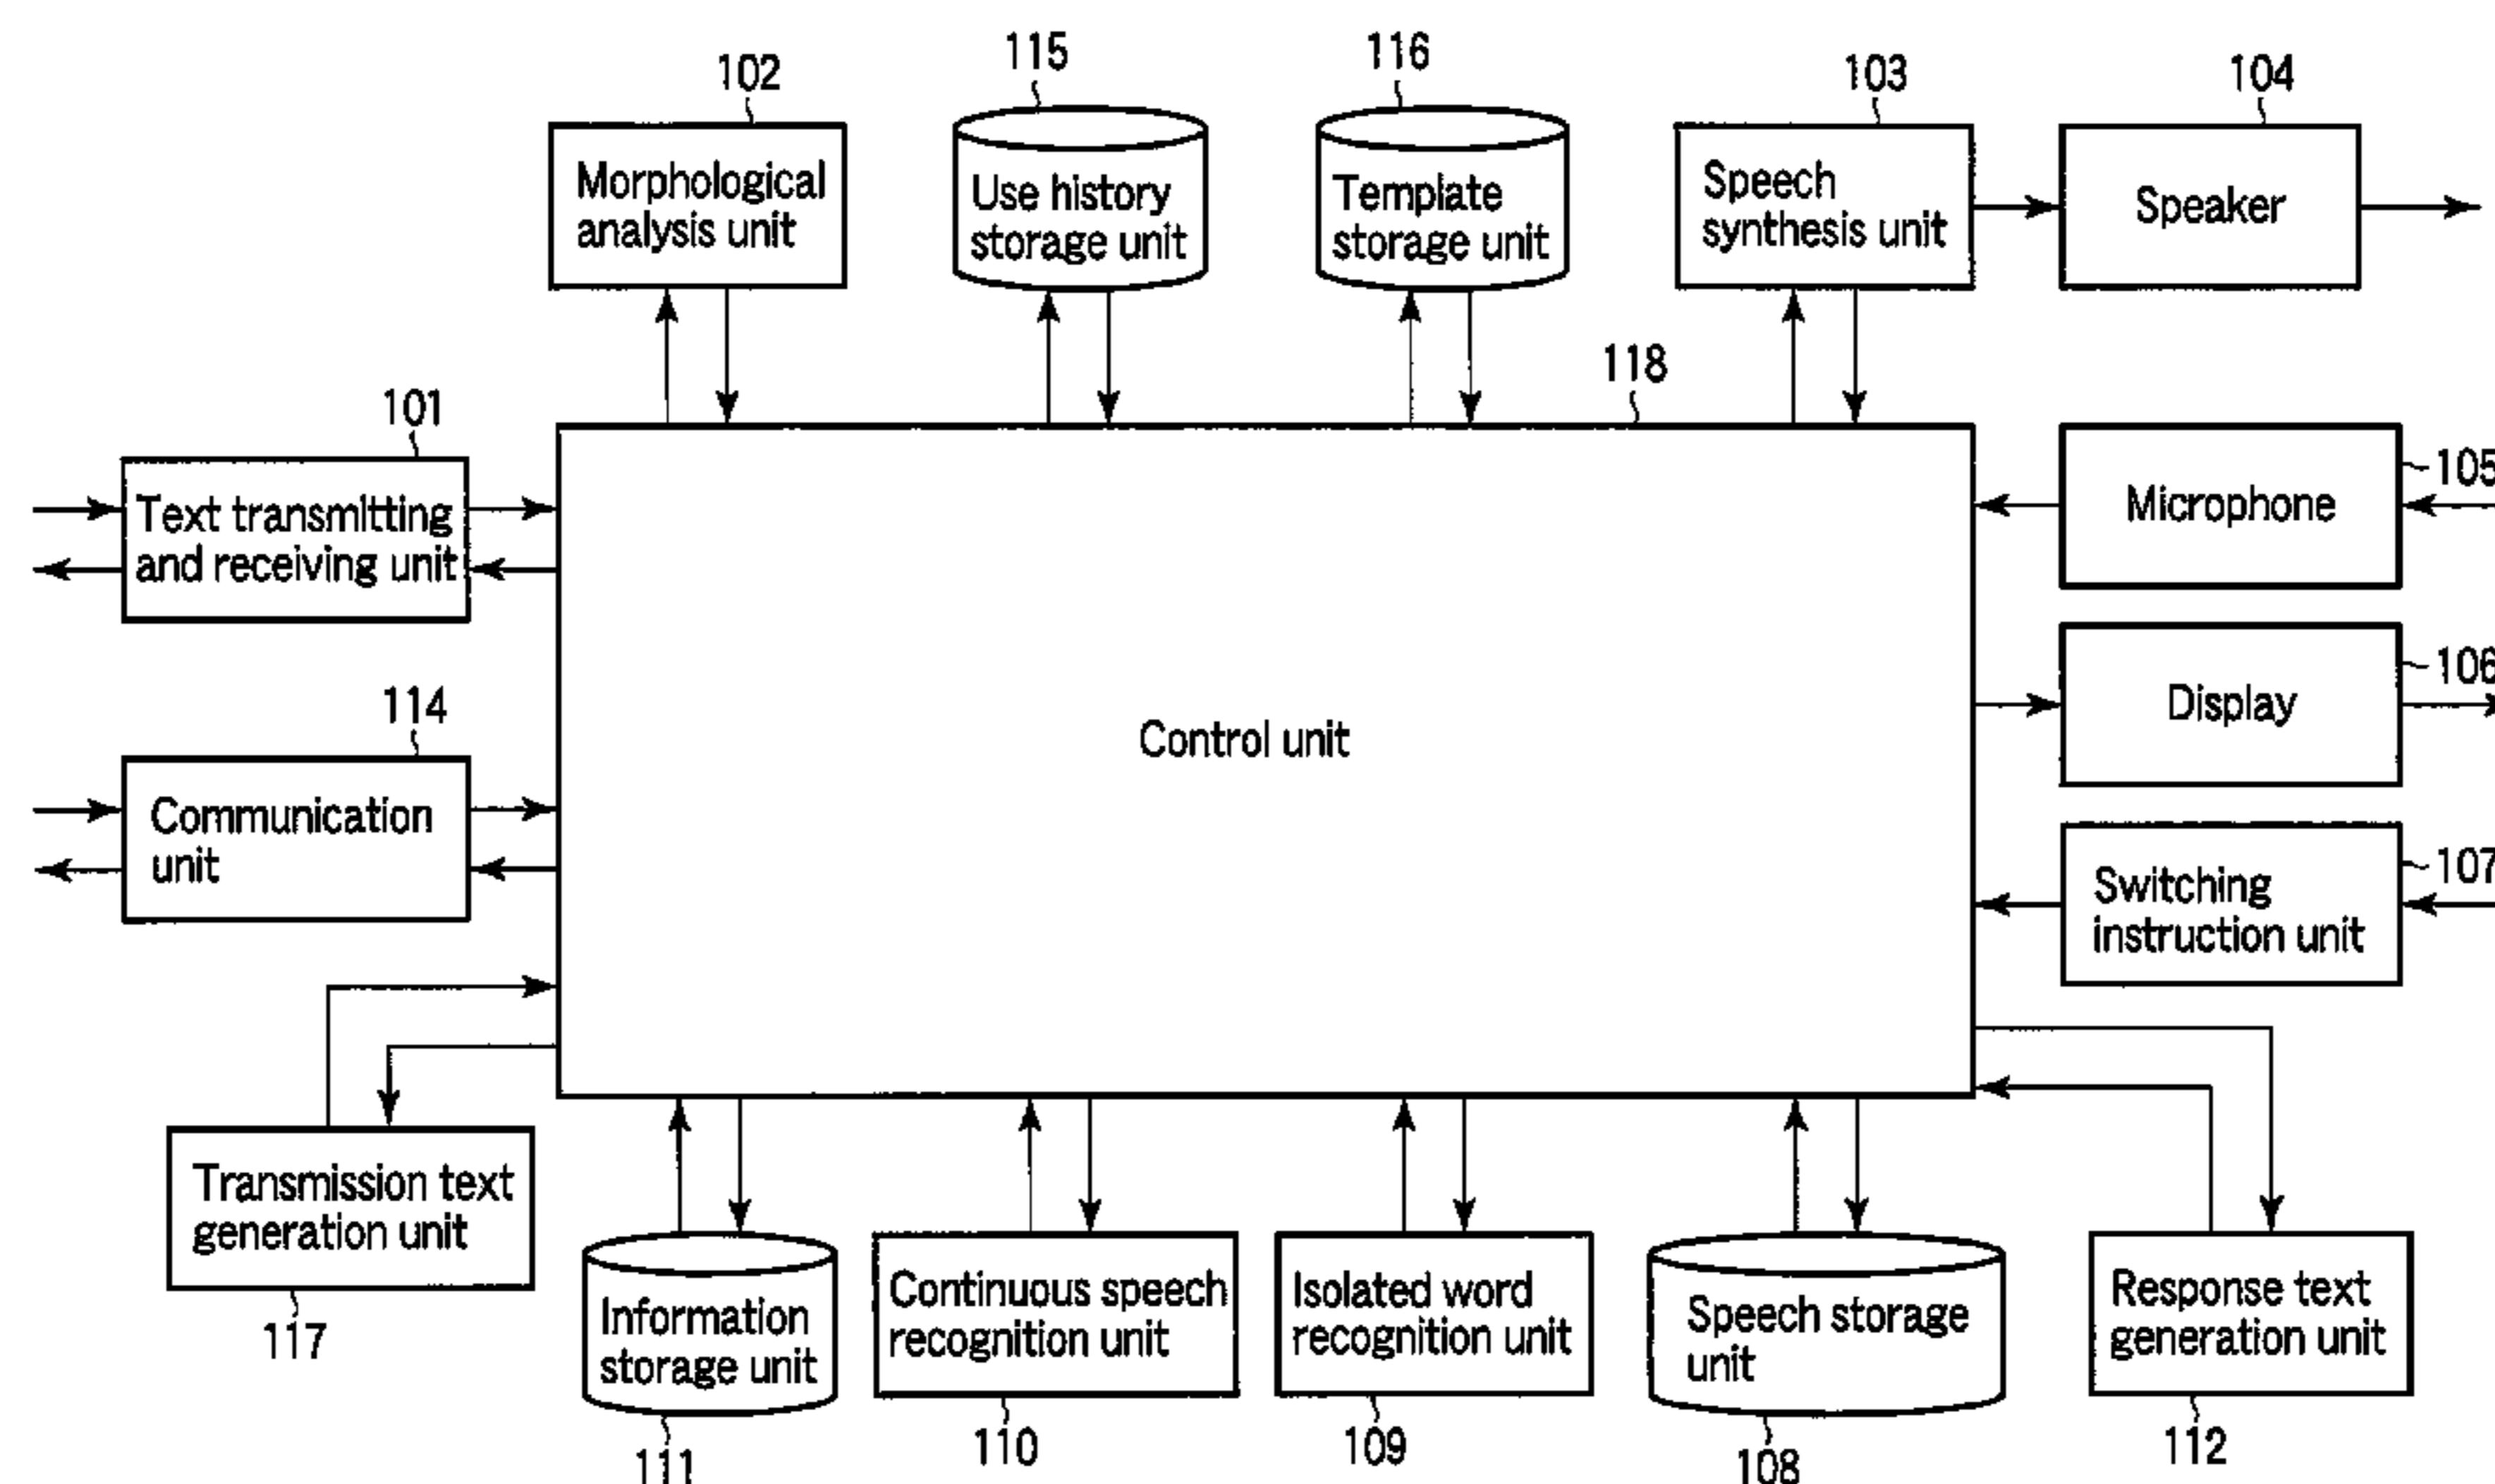 102
115
116
103
104
Morphological
analysis unit
Use history
storage unit
Template
storage unit
Speech
synthesis unit
Speaker
118
101
Text transmitting
and receiving unit
105
Microphone
106
Display
114
Communication
unit
Control unit
107
Switching
instruction unit
Transmission text
generation unit
117
Information
storage unit
111
Continuous speech
recognition unit
110
Isolated word
recognition unit
109
Speech storage
unit
108
Response text
generation unit
112